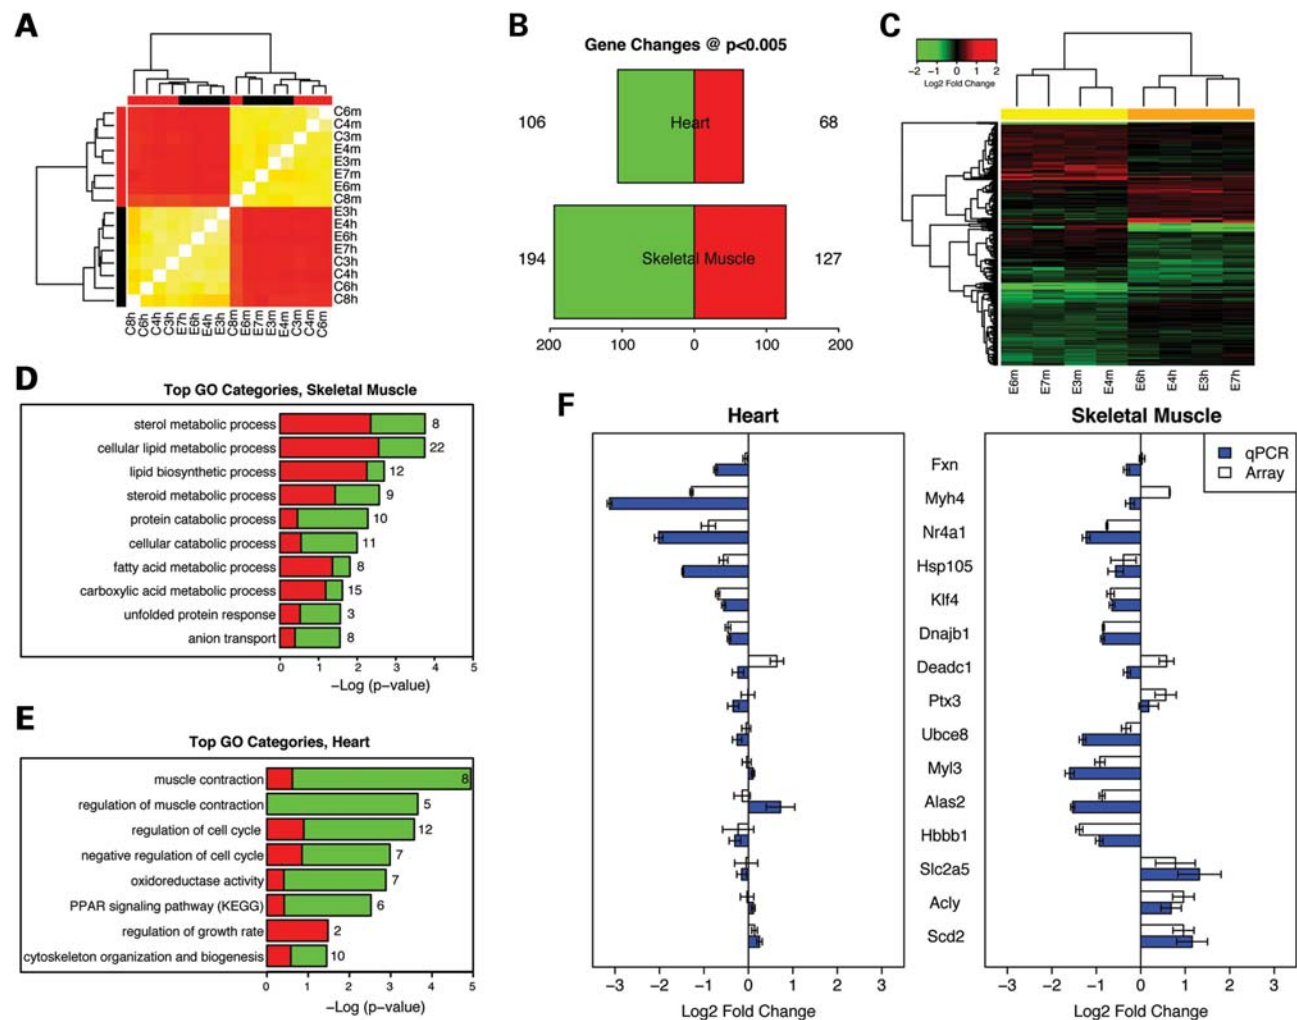 A
C6m
C4m
C3m
E4m
E3m
E7m
E6m
C8m
E3h
E4h
E6h
E7h
C3h
C4h
C6h
C8h
C8h C6h C4h C3h E7h E6h E4h E3h C8m E6m E7m E3m E4m C3m C4m C6m
B
Gene Changes @ p<0.005
106 Heart 68
194 Skeletal Muscle 127
200 100 0 100 200
C
−2 −1 0 1 2
Log2 Fold Change
E6m E7m E3m E4m E6h E4h E3h E7h
D
Top GO Categories, Skeletal Muscle
sterol metabolic process 8
cellular lipid metabolic process 22
lipid biosynthetic process 12
steroid metabolic process 9
protein catabolic process 10
cellular catabolic process 11
fatty acid metabolic process 8
carboxylic acid metabolic process 15
unfolded protein response 3
anion transport 8
0 1 2 3 4 5
−Log (p−value)
E
Top GO Categories, Heart
muscle contraction 8
regulation of muscle contraction 5
regulation of cell cycle 12
negative regulation of cell cycle 7
oxidoreductase activity 7
PPAR signaling pathway (KEGG) 6
regulation of growth rate 2
cytoskeleton organization and biogenesis 10
0 1 2 3 4 5
−Log (p−value)
F
Heart Skeletal Muscle
qPCR
Array
Fxn
Myh4
Nr4a1
Hsp105
Klf4
Dnajb1
Deadc1
Ptx3
Ubce8
Myl3
Alas2
Hbbb1
Slc2a5
Acly
Scd2
−3 −2 −1 0 1 2 3 −3 −2 −1 0 1 2 3
Log2 Fold Change Log2 Fold Change